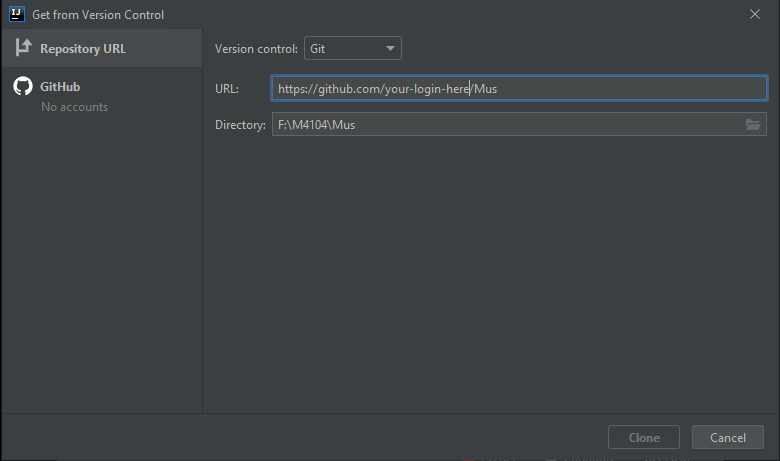 IJ Get from Version Control
Repository URL
GitHub
No accounts
Version control: Git
URL: https://github.com/your-login-here/Mus
Directory: F:\M4104\Mus
Clone Cancel